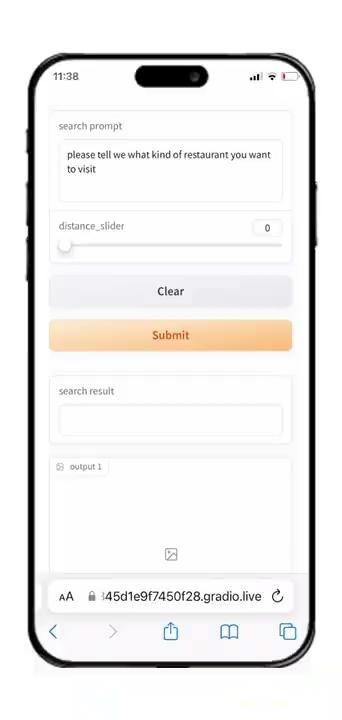 11:38
search prompt
please tell we what kind of restaurant you want
to visit
distance_slider
0
Clear
Submit
search result
output 1
AA
45d1e9f7450f28.gradio.live